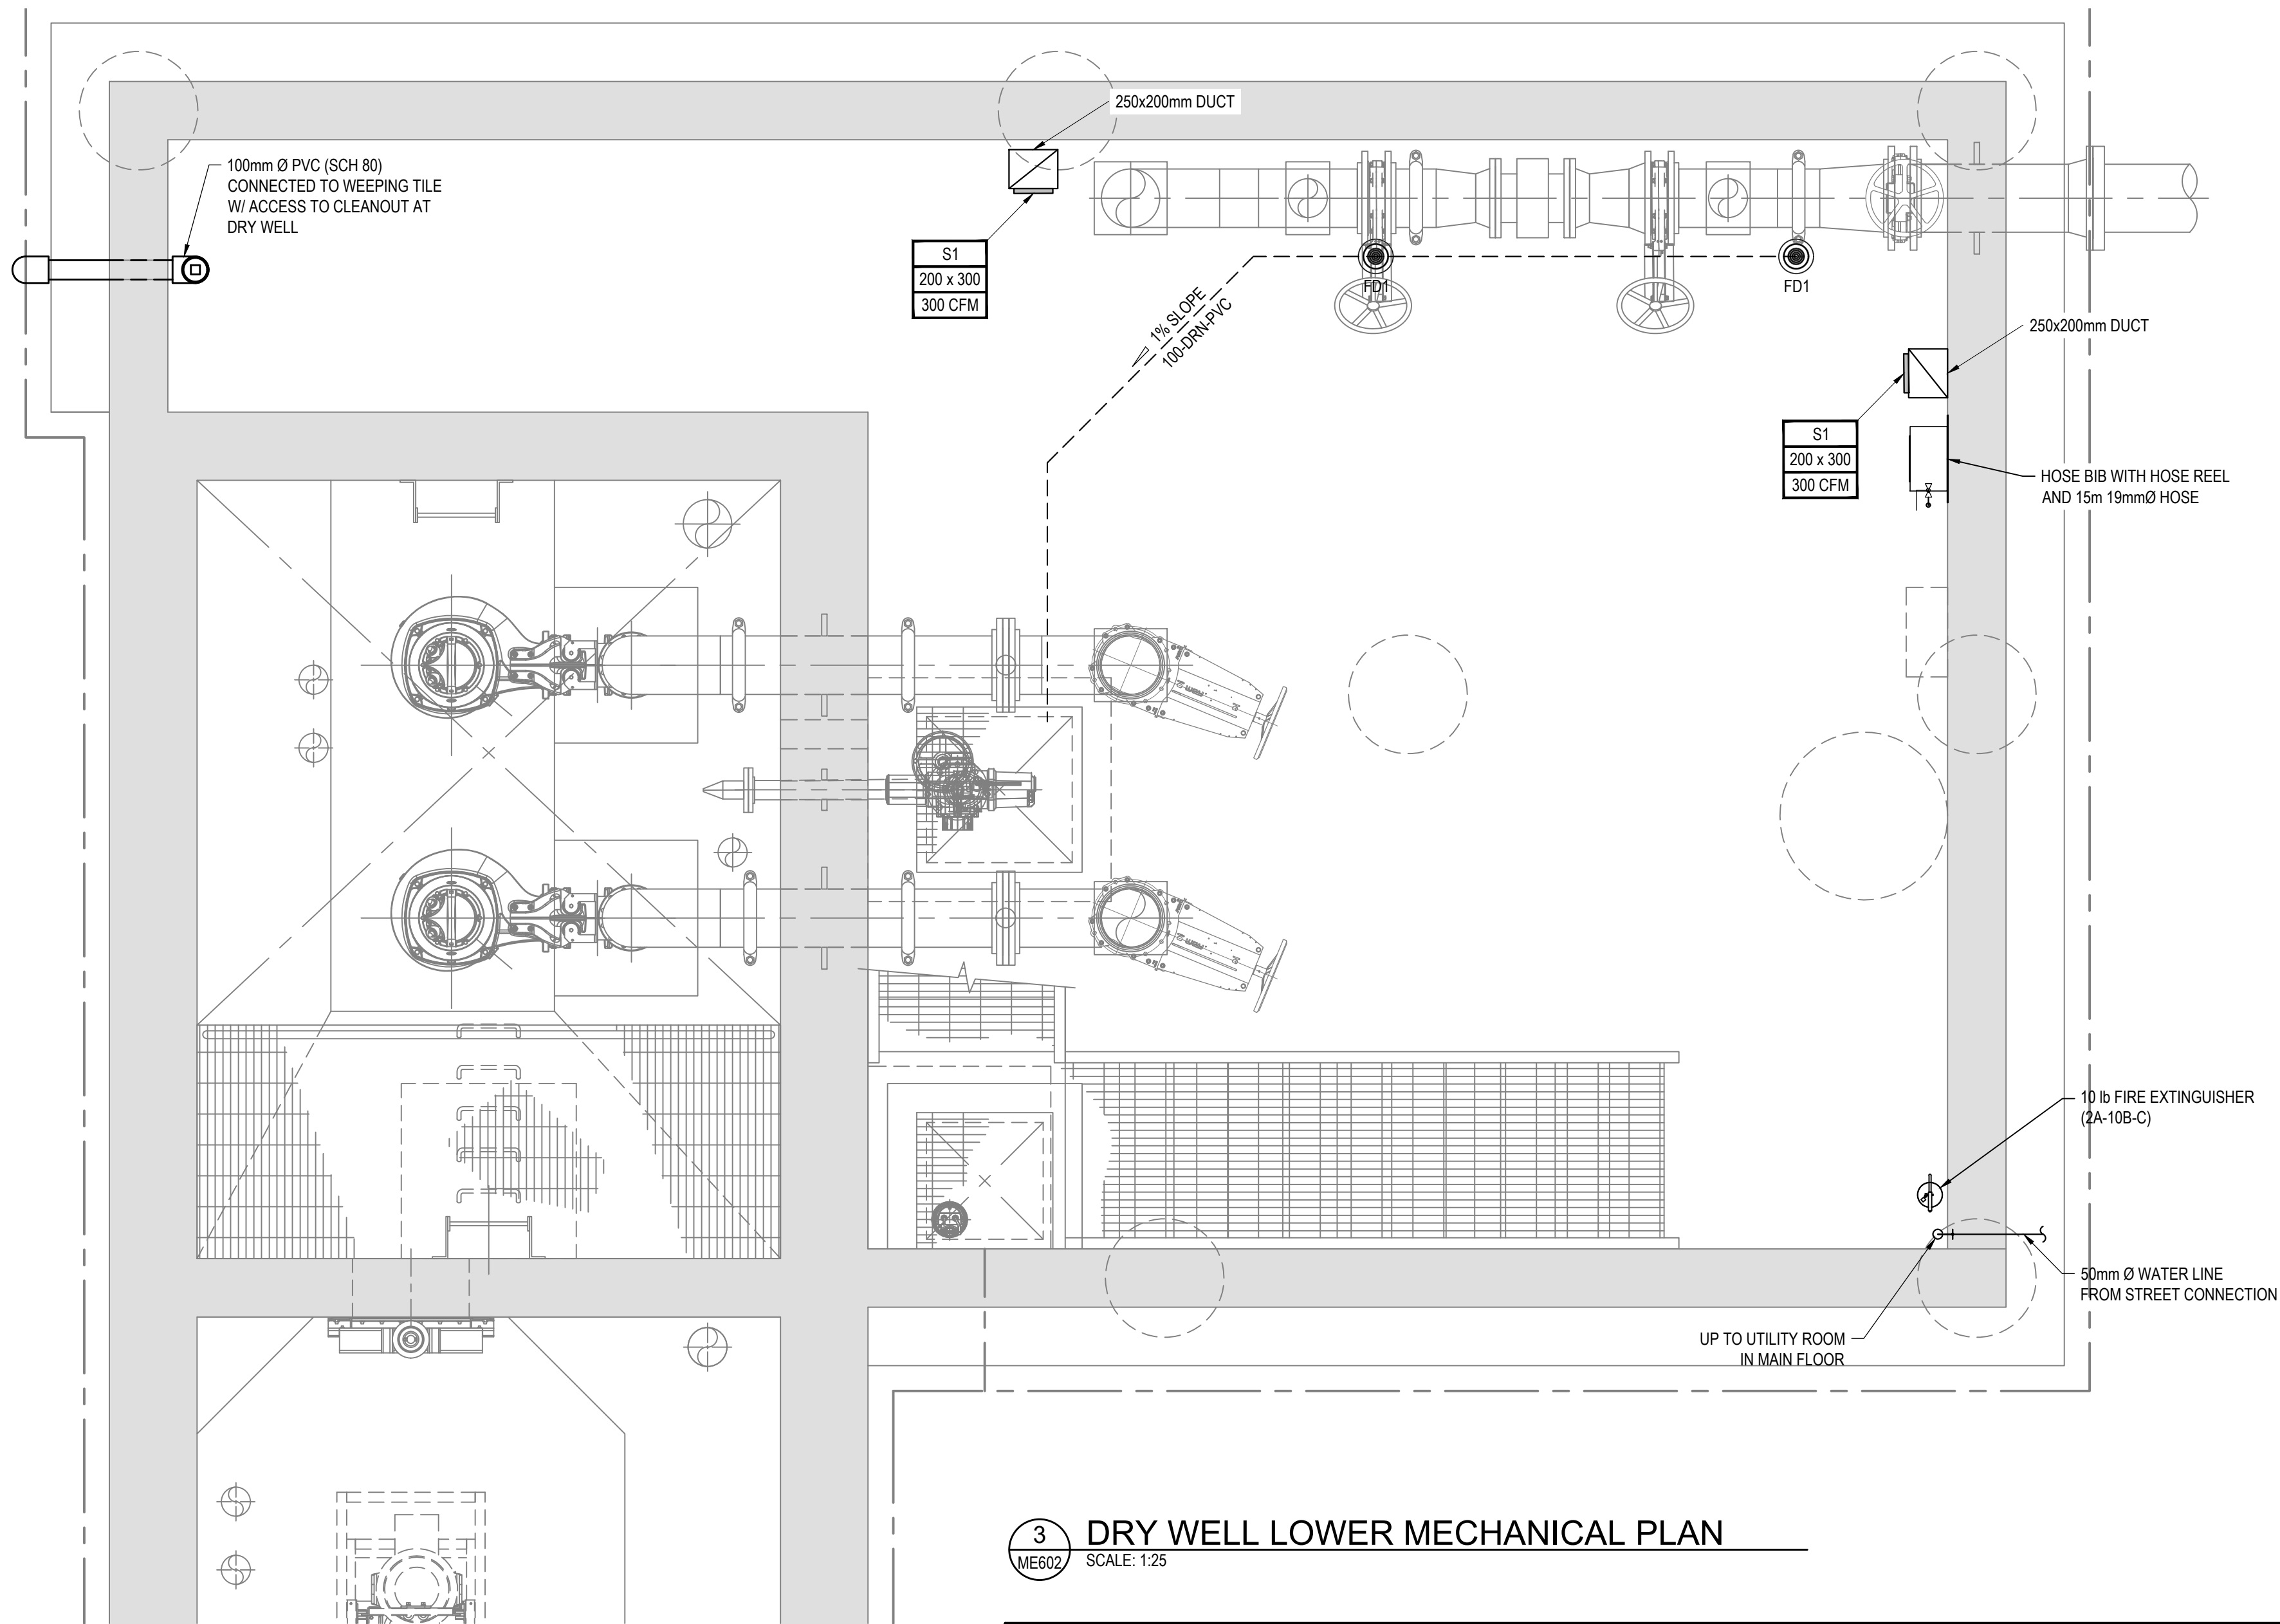 250x200mm DUCT
100mm Ø PVC (SCH 80)
CONNECTED TO WEEPING TILE
W/ ACCESS TO CLEANOUT AT
DRY WELL
S1
200 x 300
300 CFM
FD1
FD1
1% SLOPE
100-DRN-PVC
250x200mm DUCT
S1
200 x 300
300 CFM
HOSE BIB WITH HOSE REEL
AND 15m 19mmØ HOSE
10 lb FIRE EXTINGUISHER
(2A-10B-C)
50mm Ø WATER LINE
FROM STREET CONNECTION
UP TO UTILITY ROOM
IN MAIN FLOOR
3
ME602
DRY WELL LOWER MECHANICAL PLAN
SCALE: 1:25